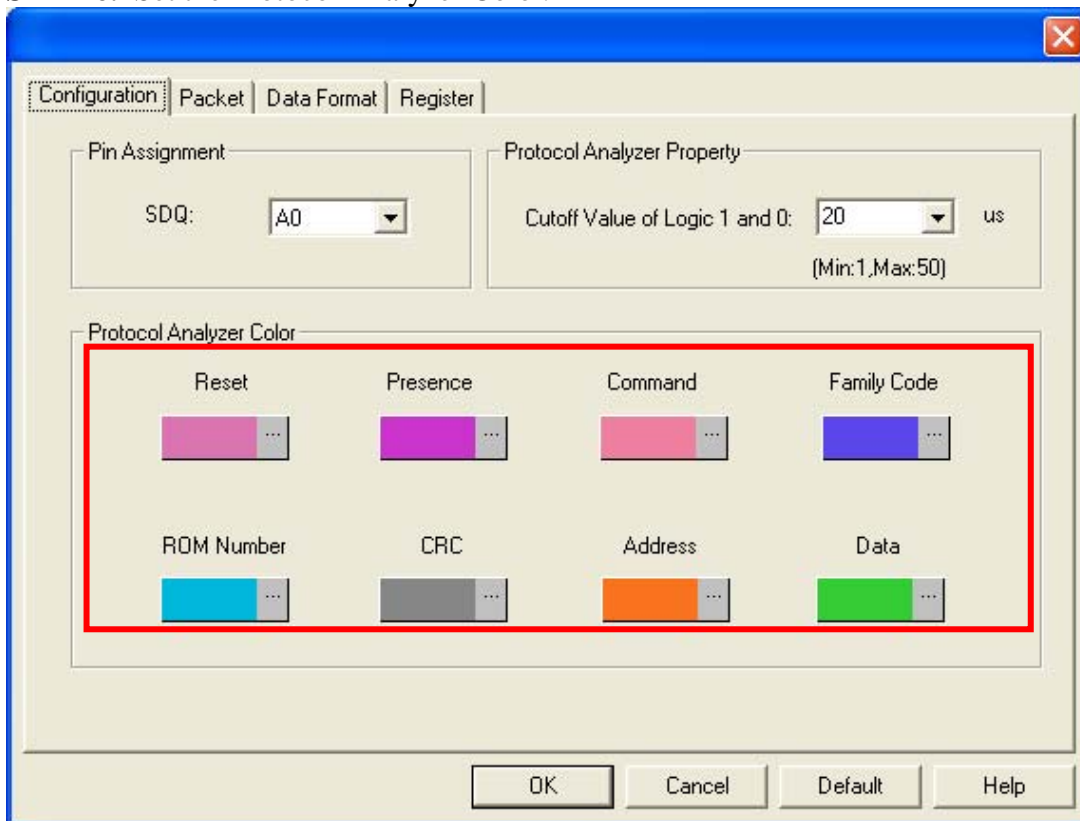 Configuration Packet Data Format Register
Pin Assignment
Protocol Analyzer Property
SDQ: A0
Cutoff Value of Logic 1 and 0: 20 us
(Min:1,Max:50)
Protocol Analyzer Color
Reset Presence Command Family Code
... ... ... ...
ROM Number CRC Address Data
... ... ... ...
OK Cancel Default Help